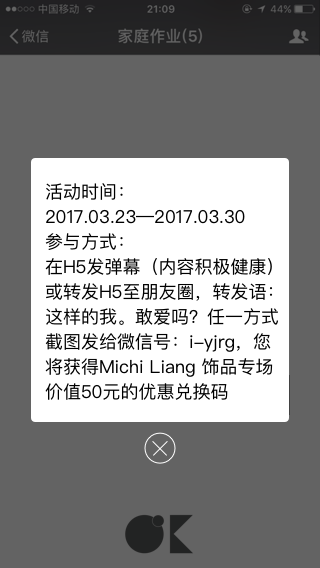 中国移动 21:09 44%
微信 家庭作业(5)
活动时间：
2017.03.23—2017.03.30
参与方式：
在H5发弹幕（内容积极健康）
或转发H5至朋友圈，转发语：
这样的我。敢爱吗？任一方式
截图发给微信号：i-yjrg，您
将获得Michi Liang 饰品专场
价值50元的优惠兑换码
OK